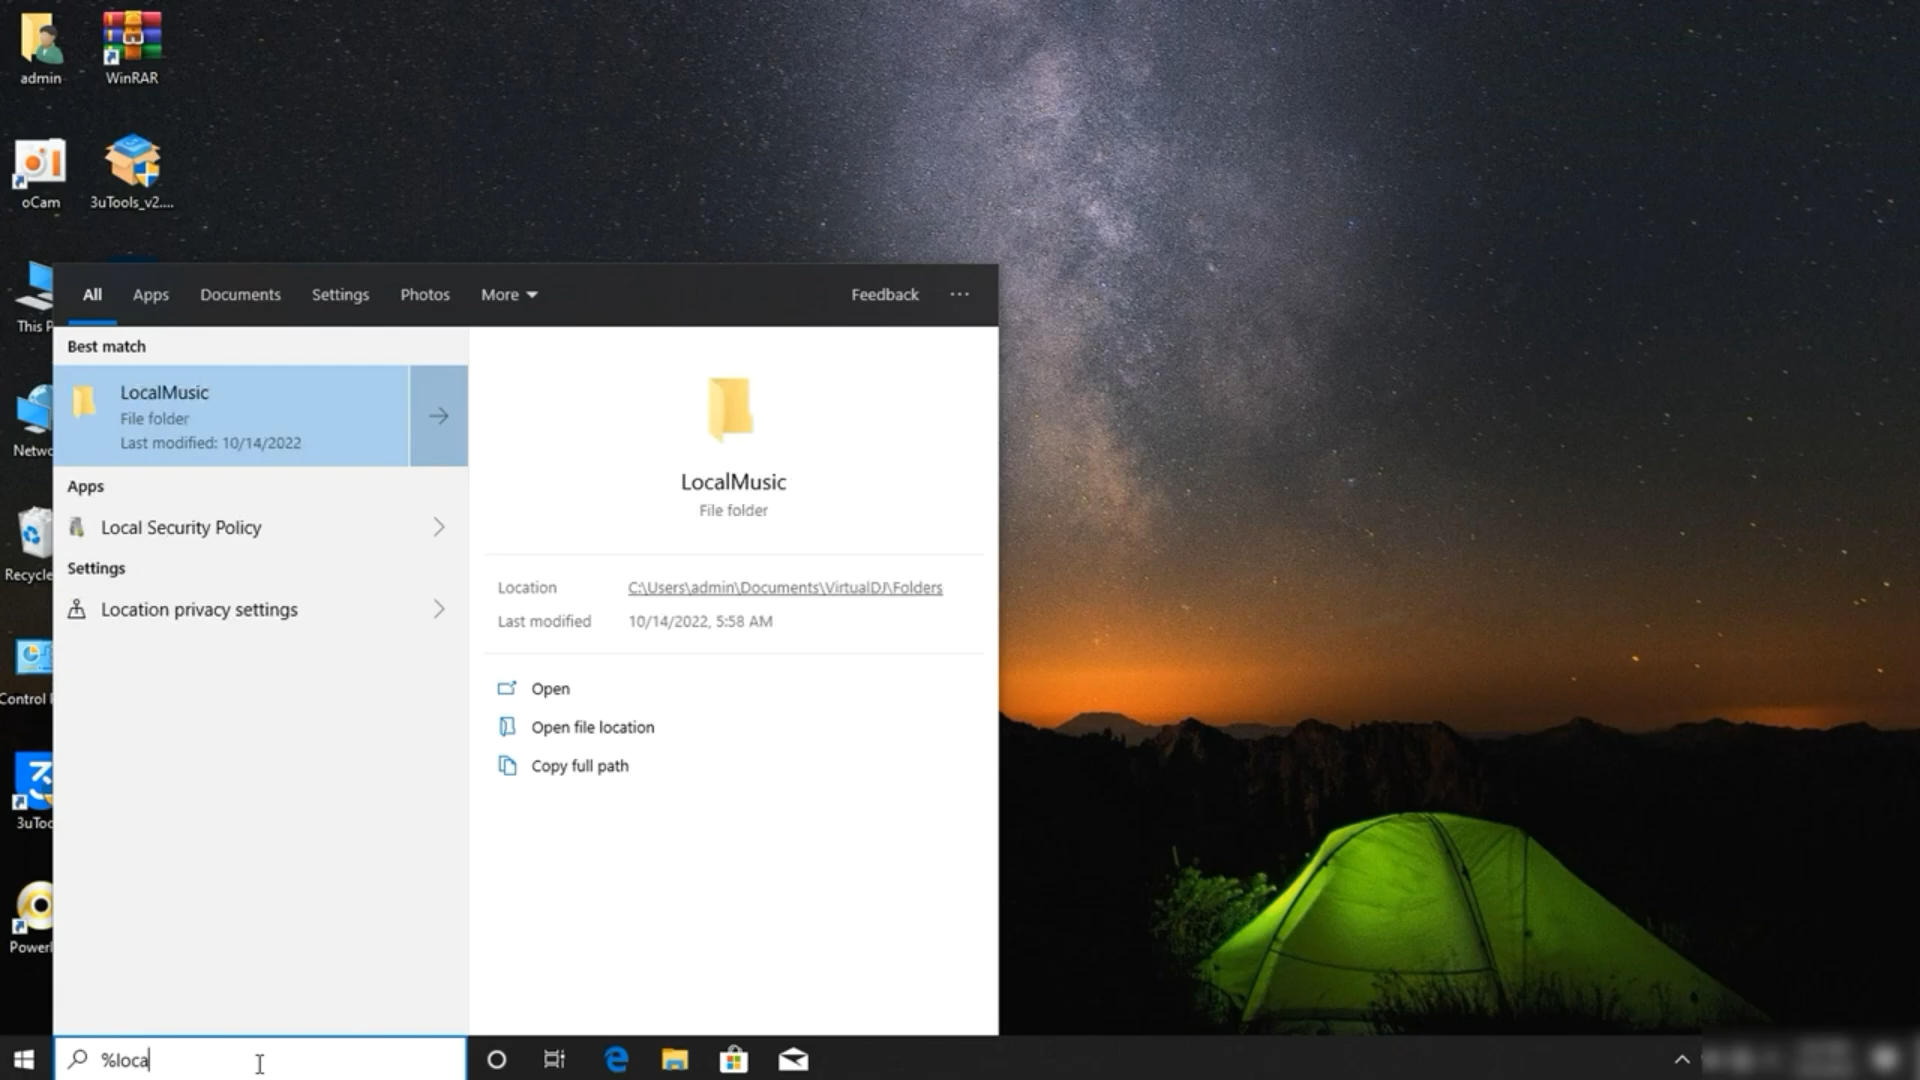 admin
WinRAR
oCam
3uTools_v2....
This P
Netwo
Recycle
Control
3uToo
Power
All
Apps
Documents
Settings
Photos
More
Feedback
...
Best match
LocalMusic
File folder
Last modified: 10/14/2022
Apps
Local Security Policy
Settings
Location privacy settings
LocalMusic
File folder
Location C:\Users\admin\Documents\VirtualDJ\Folders
Last modified 10/14/2022, 5:58 AM
Open
Open file location
Copy full path
%loca